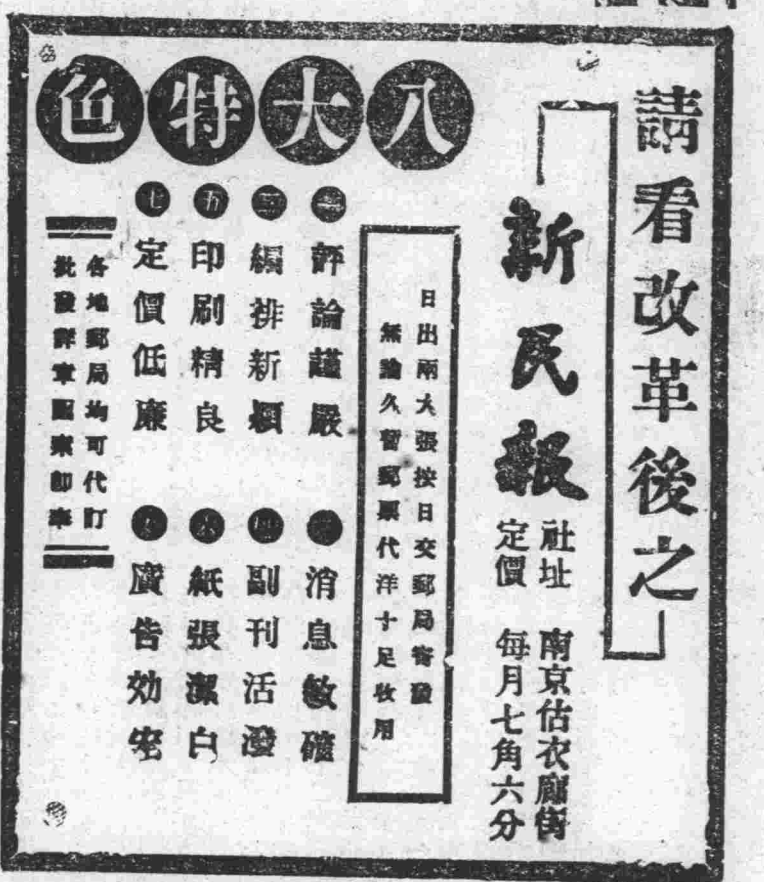 請看改革後之
新民報
社址 南京估衣廊街
定價 每月七角六分
日出兩大張按日交郵局寄發
無論久暫郵票代洋十足收用
八大特色
一 評論謹嚴
二 消息敏確
三 編排新穎
四 副刊活潑
五 印刷精良
六 紙張潔白
七 定價低廉
八 廣告効宏
各地郵局均可代訂
批發詳章函索即奉